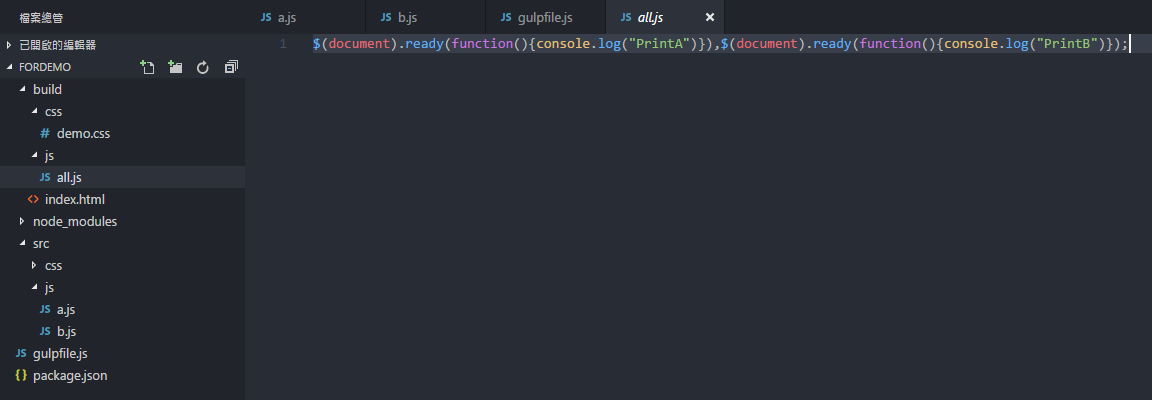 檔案總管
已開啟的編輯器
FORDEMO
build
css
# demo.css
js
JS all.js
<> index.html
node_modules
src
css
js
JS a.js
JS b.js
JS gulpfile.js
{} package.json
JS a.js JS b.js JS gulpfile.js JS all.js ×
1 $(document).ready(function(){console.log("PrintA")}),$(document).ready(function(){console.log("PrintB")});